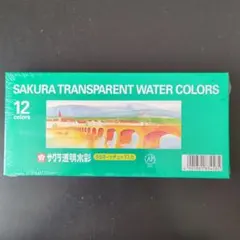 SAKURA TRANSPARENT WATER COLORS
12
colors
サクラ透明水彩